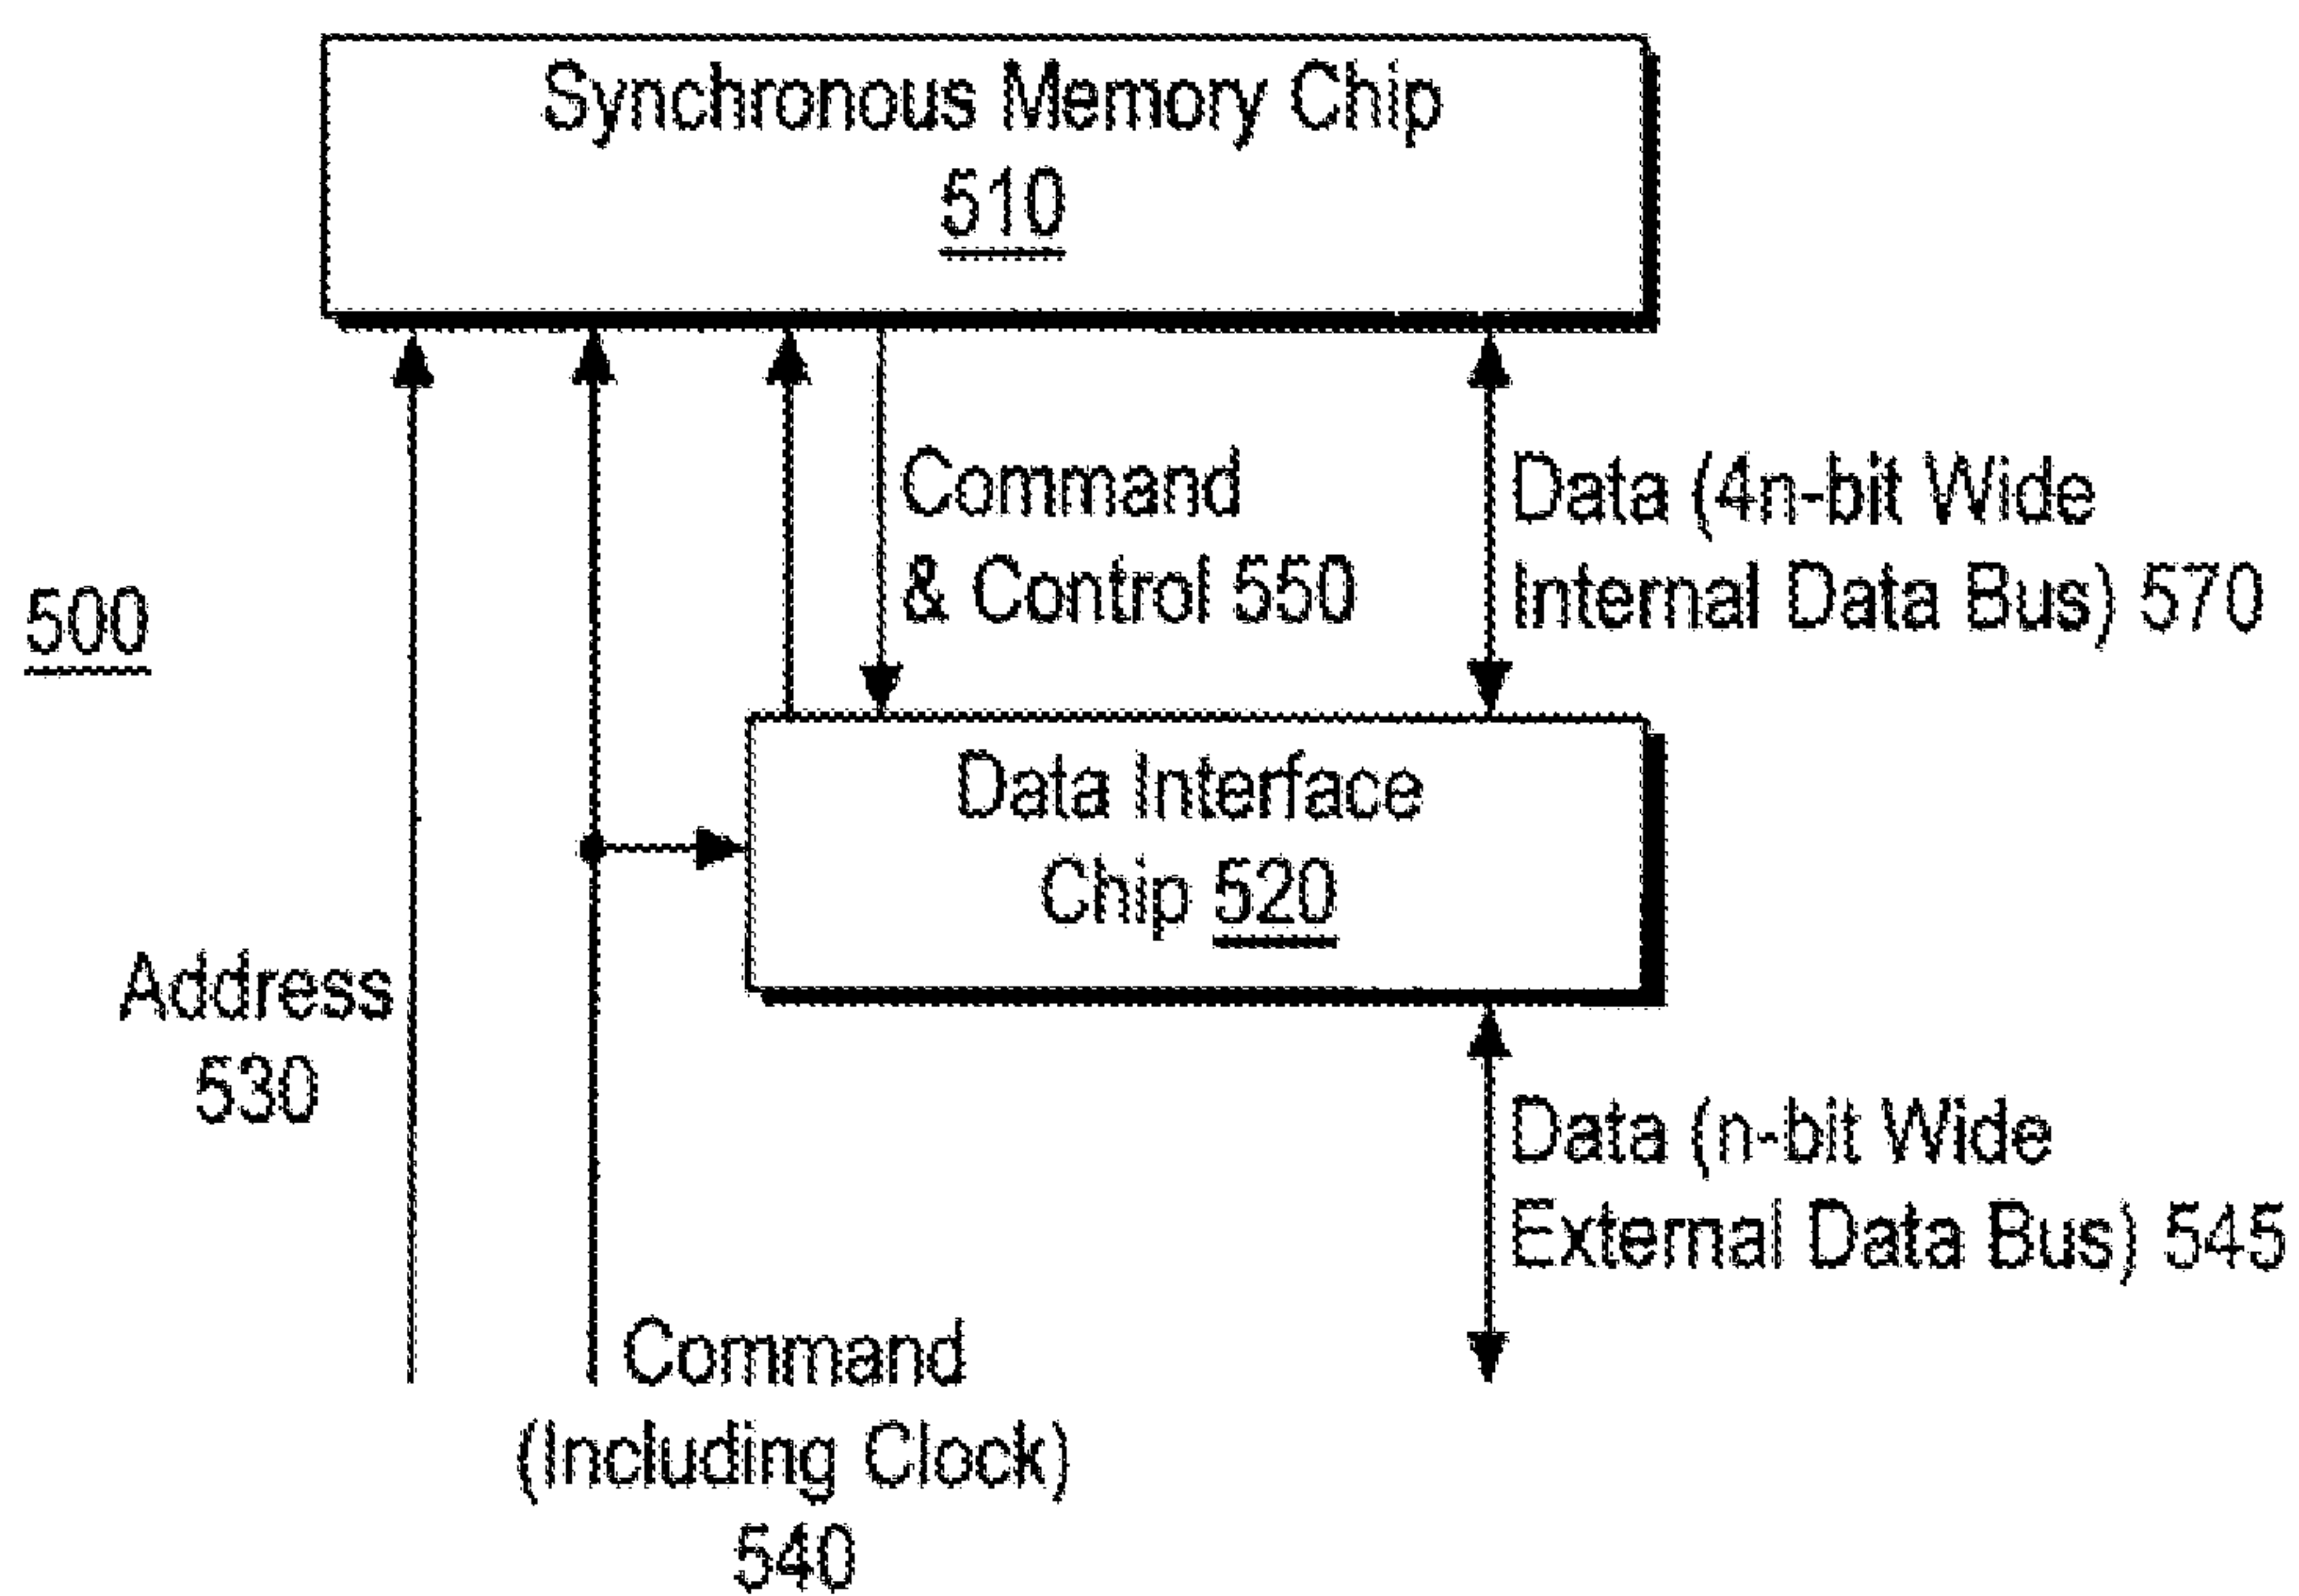 Synchronous Memory Chip
510
Command
& Control 550
Data (4n-bit Wide
Internal Data Bus) 570
500
Data Interface
Chip 520
Address
530
Data (n-bit Wide
External Data Bus) 545
Command
(Including Clock)
540